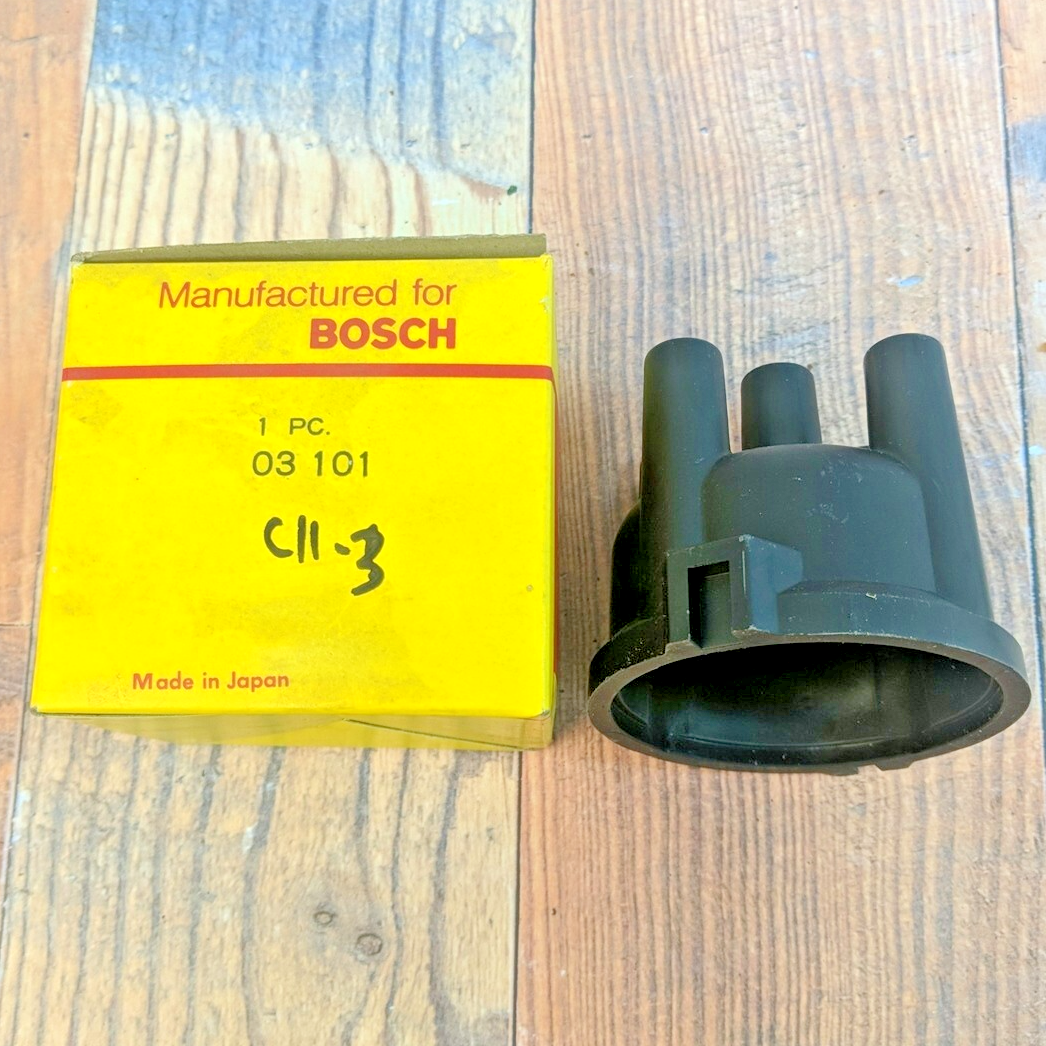 Manufactured for
BOSCH
1 PC.
03 101
C11-3
Made in Japan